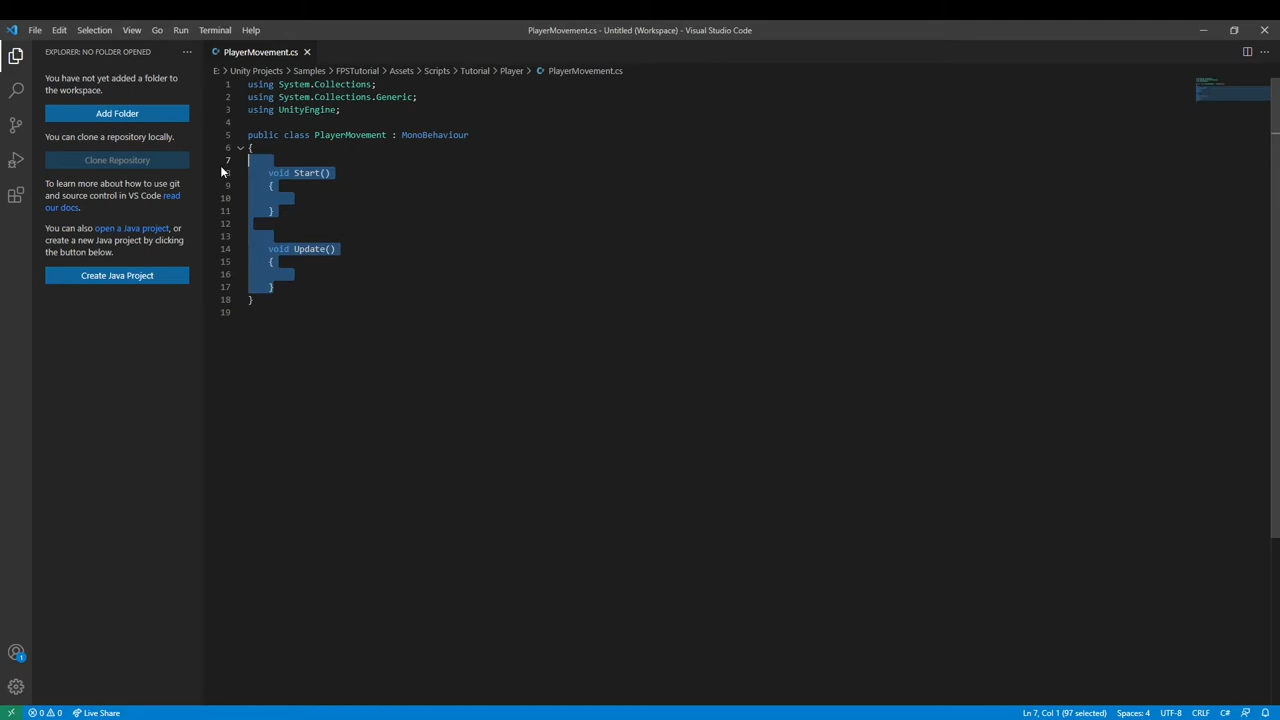 File Edit Selection View Go Run Terminal Help
PlayerMovement.cs - Untitled (Workspace) - Visual Studio Code
EXPLORER: NO FOLDER OPENED
You have not yet added a folder to
the workspace.
Add Folder
You can clone a repository locally.
Clone Repository
To learn more about how to use git
and source control in VS Code read
our docs.
You can also open a Java project, or
create a new Java project by clicking
the button below.
Create Java Project
PlayerMovement.cs
E: > Unity Projects > Samples > FPSTutorial > Assets > Scripts > Tutorial > Player > PlayerMovement.cs
1 using System.Collections;
2 using System.Collections.Generic;
3 using UnityEngine;
4
5 public class PlayerMovement : MonoBehaviour
6 {
7
8 void Start()
9 {
10
11 }
12
13
14 void Update()
15 {
16
17 }
18 }
19
1
0 0 Live Share
Ln 7, Col 1 (97 selected) Spaces: 4 UTF-8 CRLF C#